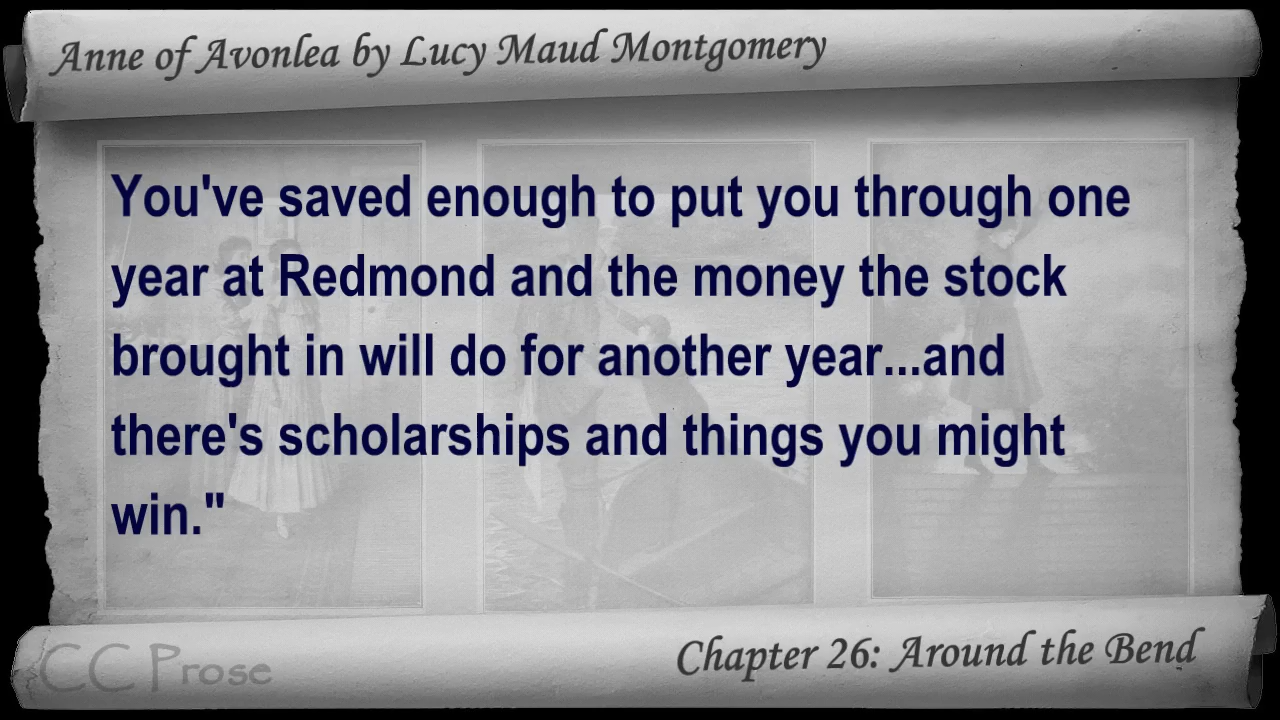 Anne of Avonlea by Lucy Maud Montgomery
You've saved enough to put you through one
year at Redmond and the money the stock
brought in will do for another year...and
there's scholarships and things you might
win."
CC Prose
Chapter 26: Around the Bend